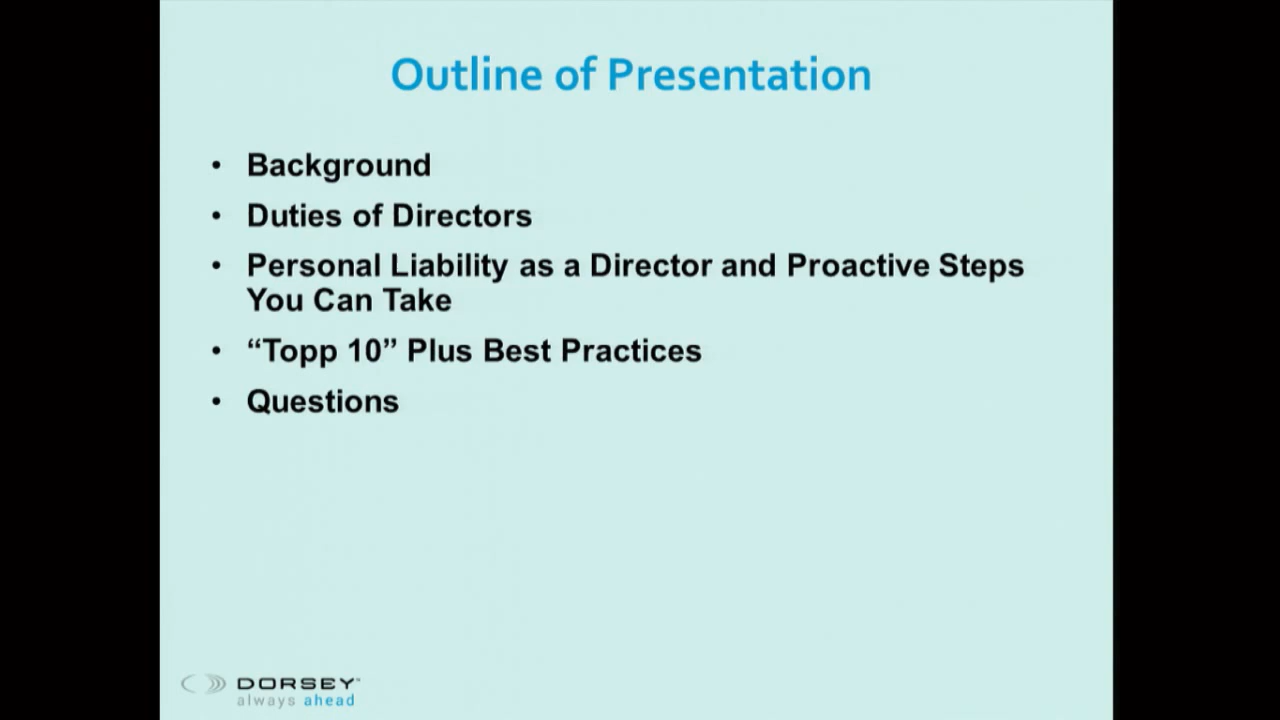 Outline of Presentation
• Background
• Duties of Directors
• Personal Liability as a Director and Proactive Steps
You Can Take
• “Topp 10” Plus Best Practices
• Questions
DORSEY™
always ahead